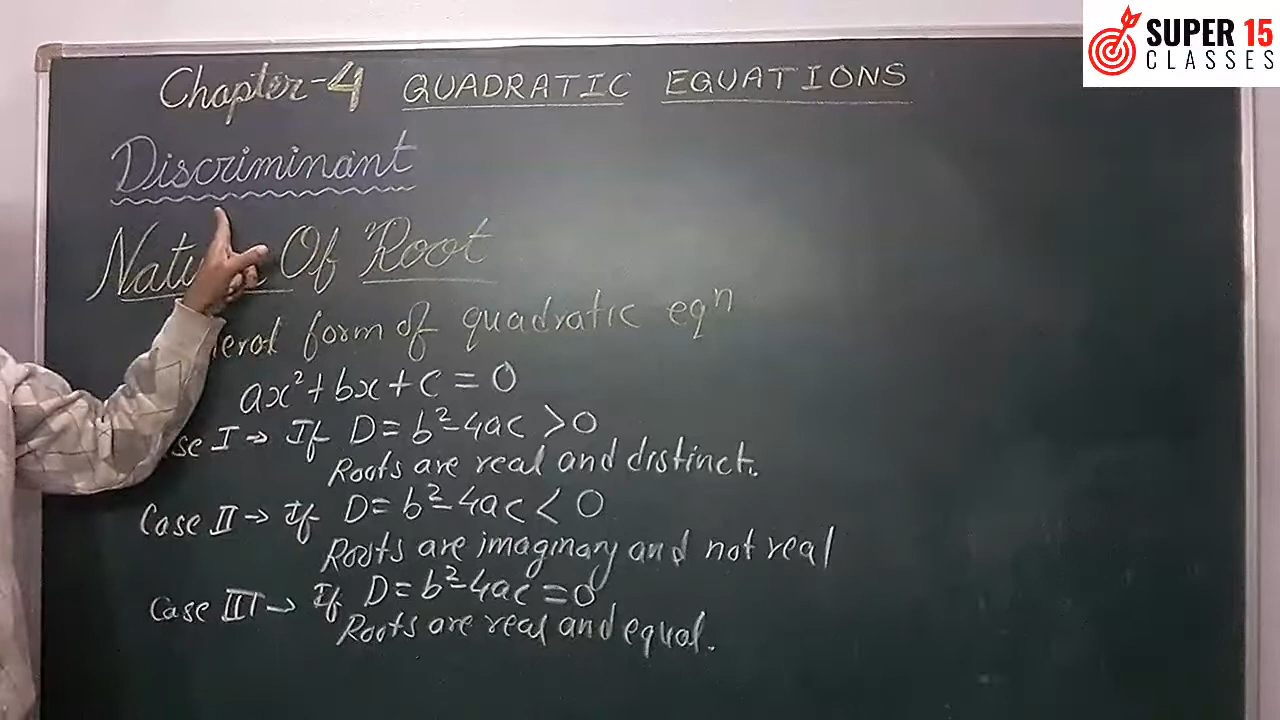 SUPER 15
CLASSES
Chapter-4 QUADRATIC EQUATIONS
Discriminant
Of Root
form of quadratic eqⁿ
ax²+bx+c=0
I→ If D=b²-4ac>0
Roots are real and distinct.
Case II→ If D=b²-4ac<0
Roots are imaginary and not real
Case III→ If D=b²-4ac=0
Roots are real and equal.